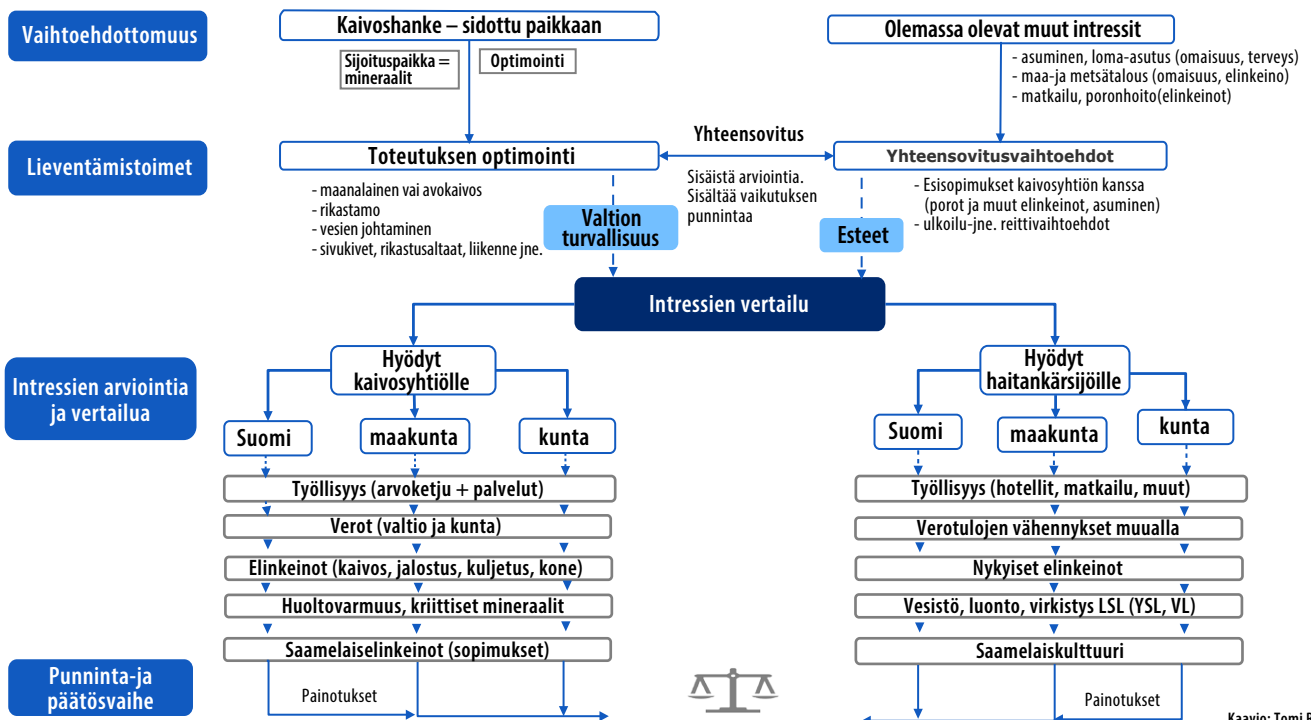 Vaihtoehdottomuus
Kaivoshanke – sidottu paikkaan
Sijoituspaikka =
mineraalit
Optimointi
Olemassa olevat muut intressit
- asuminen, loma-asutus (omaisuus, terveys)
- maa-ja metsätalous (omaisuus, elinkeino)
- matkailu, poronhoito(elinkeinot)
Lieventämistoimet
Toteutuksen optimointi
Yhteensovitus
Yhteensovitusvaihtoehdot
- maanalainen vai avokaivos
- rikastamo
- vesien johtaminen
- sivukivet, rikastusaltaat, liikenne jne.
Valtion
turvallisuus
Sisäistä arviointia.
Sisältää vaikutuksen
punnintaa
Esteet
- Esisopimukset kaivosyhtiön kanssa
(porot ja muut elinkeinot, asuminen)
- ulkoilu-jne. reittivaihtoehdot
Intressien vertailu
Intressien arviointia
ja vertailua
Hyödyt
kaivosyhtiölle
Suomi
maakunta
kunta
Työllisyys (arvoketju + palvelut)
Verot (valtio ja kunta)
Elinkeinot (kaivos, jalostus, kuljetus, kone)
Huoltovarmuus, kriittiset mineraalit
Saamelaiselinkeinot (sopimukset)
Hyödyt
haitankärsijöille
Suomi
maakunta
kunta
Työllisyys (hotellit, matkailu, muut)
Verotulojen vähennykset muualla
Nykyiset elinkeinot
Vesistö, luonto, virkistys LSL (YSL, VL)
Saamelaiskulttuuri
Punninta-ja
päätösvaihe
Painotukset
Painotukset
Kaavio: Tomi